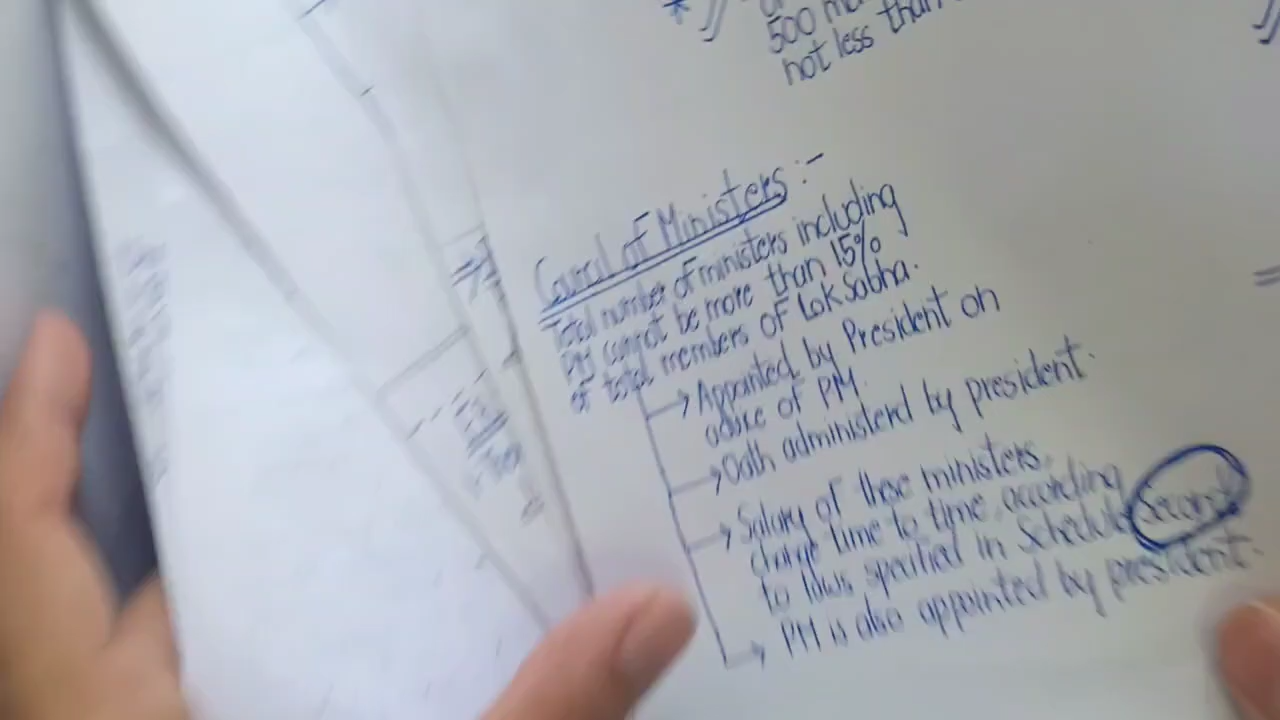 500
not less than
Council of Ministers :-
Total number of ministers including
PM cannot be more than 15%
of total members of Lok Sabha.
→ Appointed by President on
advice of PM.
→ Oath administerd by president.
→ Salary of these ministers,
change time to time, according
to laws specified in Schedule Second
→ PM is also appointed by president.